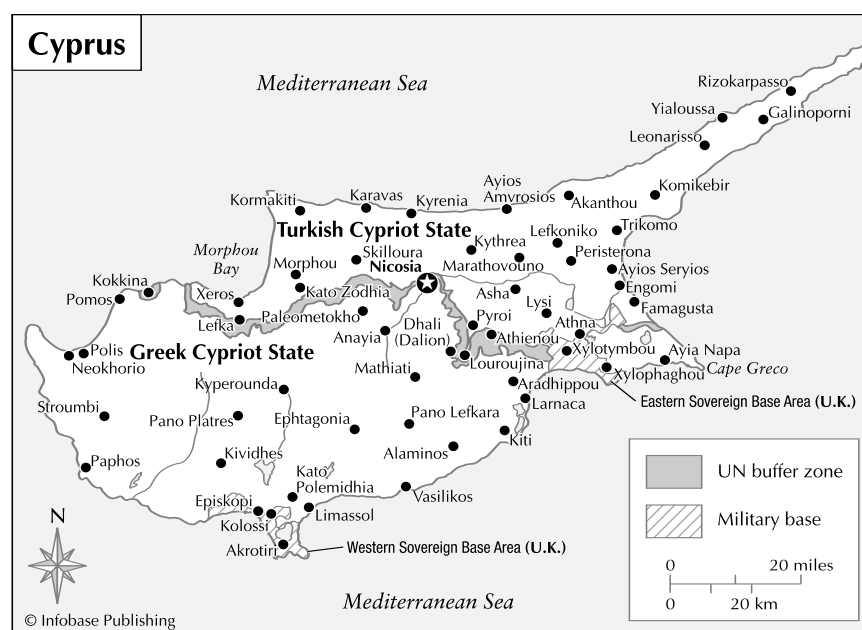 Cyprus
Mediterranean Sea
Rizokarpasso
Yialoussa
Galinoporni
Leonarisso
Komikebir
Kormakiti
Karavas
Kyrenia
Ayios
Amvrosios
Akanthou
Trikomo
Turkish Cypriot State
Lefkoniko
Kythrea
Peristerona
Morphou
Bay
Skilloura
Marathovouno
Ayios Seryios
Morphou
Nicosia
Engomi
Kokkina
Pomos
Xeros
Kato Zodhia
Asha
Lysi
Famagusta
Lefka
Paleometokho
Pyroi
Athna
Anayia
Dhali
(Dalion)
Athienou
Polis
Neokhorio
Greek Cypriot State
Xylotymbou
Ayia Napa
Louroujina
Cape Greco
Mathiati
Xylophaghou
Kyperounda
Aradhippou
Larnaca
Eastern Sovereign Base Area (U.K.)
Stroumbi
Pano Platres
Ephtagonia
Pano Lefkara
Kiti
Alaminos
Paphos
Kividhes
Kato
Polemidhia
Vasilikos
Episkopi
Limassol
Kolossi
Akrotiri
Western Sovereign Base Area (U.K.)
UN buffer zone
Military base
0 20 miles
0 20 km
N
Mediterranean Sea
© Infobase Publishing